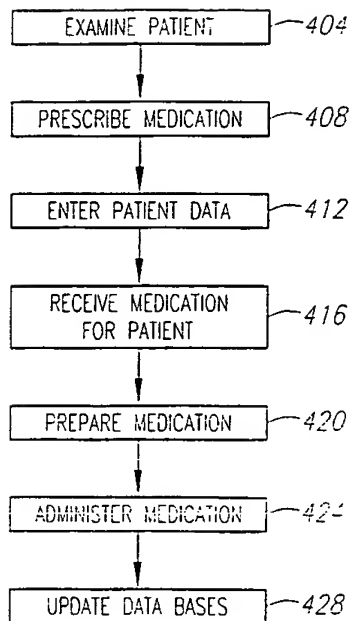 EXAMINE PATIENT 404
PRESCRIBE MEDICATION 408
ENTER PATIENT DATA 412
RECEIVE MEDICATION
FOR PATIENT 416
PREPARE MEDICATION 420
ADMINISTER MEDICATION 424
UPDATE DATA BASES 428